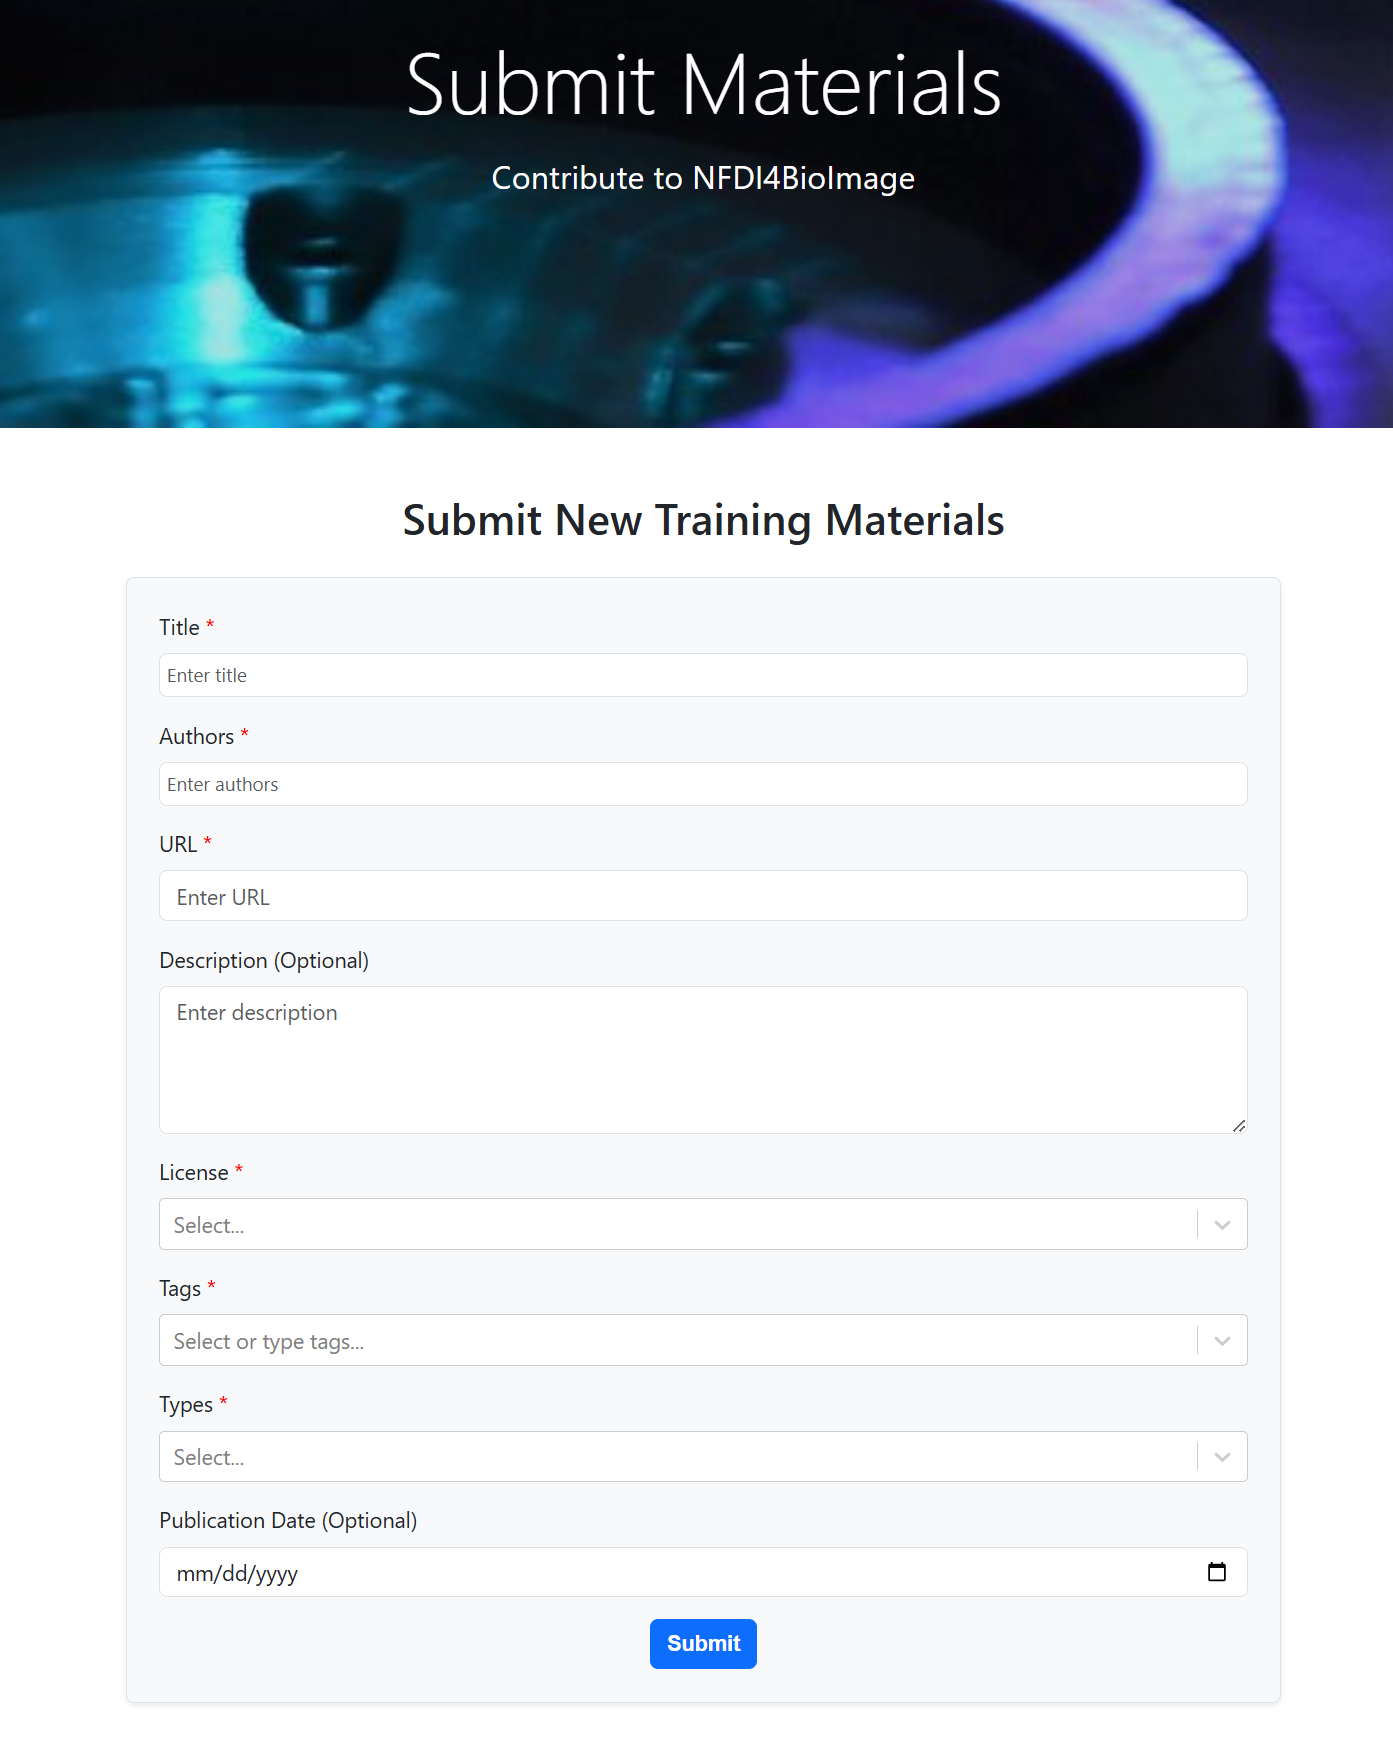 Submit Materials
Contribute to NFDI4BioImage
Submit New Training Materials
Title *
Enter title
Authors *
Enter authors
URL *
Enter URL
Description (Optional)
Enter description
License *
Select...
Tags *
Select or type tags...
Types *
Select...
Publication Date (Optional)
mm/dd/yyyy
Submit